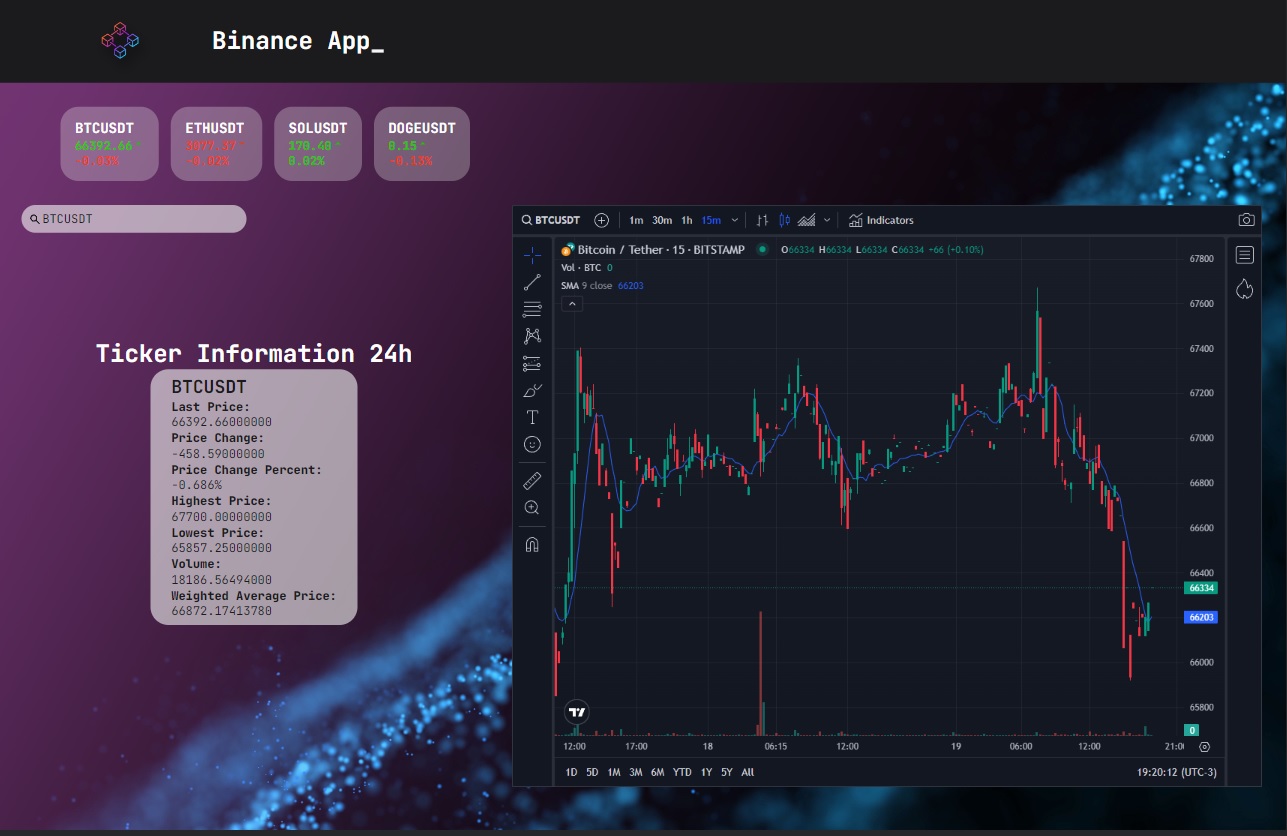 Binance App_
BTCUSDT
66392.66
-0.03%
ETHUSDT
-0.02%
SOLUSDT
170.40
0.02%
DOGEUSDT
0.15
-0.13%
BTCUSDT
Ticker Information 24h
BTCUSDT
Last Price:
66392.66000000
Price Change:
-458.59000000
Price Change Percent:
-0.686%
Highest Price:
67700.00000000
Lowest Price:
65857.25000000
Volume:
18186.56494000
Weighted Average Price:
66872.17413780
BTCUSDT 1m 30m 1h 15m Indicators
Bitcoin / Tether · 15 · BITSTAMP O66334 H66334 L66334 C66334 +66 (+0.10%)
Vol · BTC 0
SMA 9 close 66203
67800
67600
67400
67200
67000
66800
66600
66400
66334
66203
66000
65800
0
12:00 17:00 18 06:15 12:00 19 06:00 12:00 21:0
1D 5D 1M 3M 6M YTD 1Y 5Y All 19:20:12 (UTC-3)